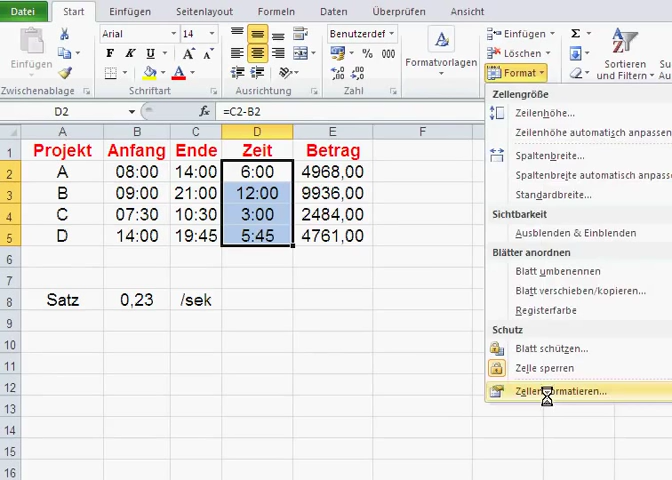 Datei Start Einfügen Seitenlayout Formeln Daten Überprüfen Ansicht
Einfügen Arial 14 Benutzerdef Formatvorlagen Einfügen Löschen Format Sortieren und Filtern
Zwischenablage Schriftart Ausrichtung
D2 fx =C2-B2
A B C D E F
1 Projekt Anfang Ende Zeit Betrag
2 A 08:00 14:00 6:00 4968,00
3 B 09:00 21:00 12:00 9936,00
4 C 07:30 10:30 3:00 2484,00
5 D 14:00 19:45 5:45 4761,00
6
7
8 Satz 0,23 /sek
9
10
11
12
13
14
15
16
Zellengröße
Zeilenhöhe...
Zeilenhöhe automatisch anpassen
Spaltenbreite...
Spaltenbreite automatisch anpass
Standardbreite...
Sichtbarkeit
Ausblenden & Einblenden
Blätter anordnen
Blatt umbenennen
Blatt verschieben/kopieren...
Registerfarbe
Schutz
Blatt schützen...
Zelle sperren
Zellen formatieren...